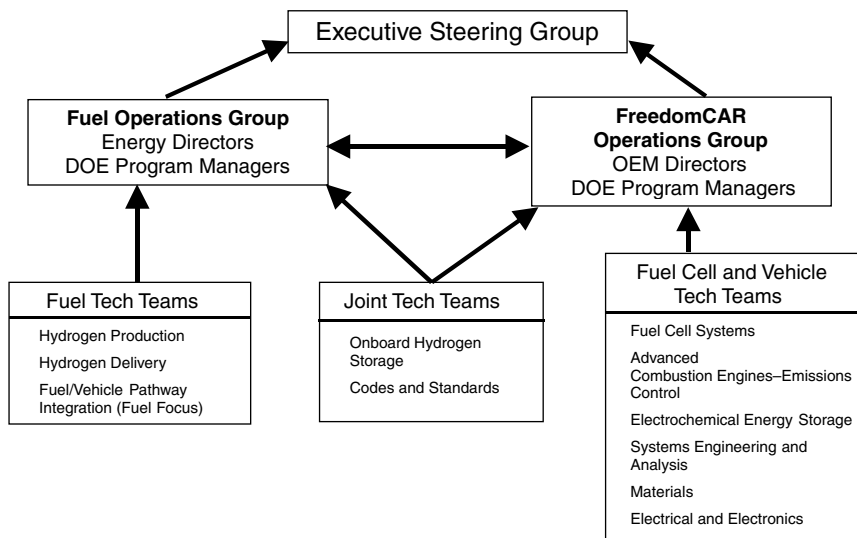 Executive Steering Group
Fuel Operations Group
Energy Directors
DOE Program Managers
FreedomCAR
Operations Group
OEM Directors
DOE Program Managers
Fuel Tech Teams
Hydrogen Production
Hydrogen Delivery
Fuel/Vehicle Pathway
Integration (Fuel Focus)
Joint Tech Teams
Onboard Hydrogen
Storage
Codes and Standards
Fuel Cell and Vehicle
Tech Teams
Fuel Cell Systems
Advanced
Combustion Engines–Emissions
Control
Electrochemical Energy Storage
Systems Engineering and
Analysis
Materials
Electrical and Electronics